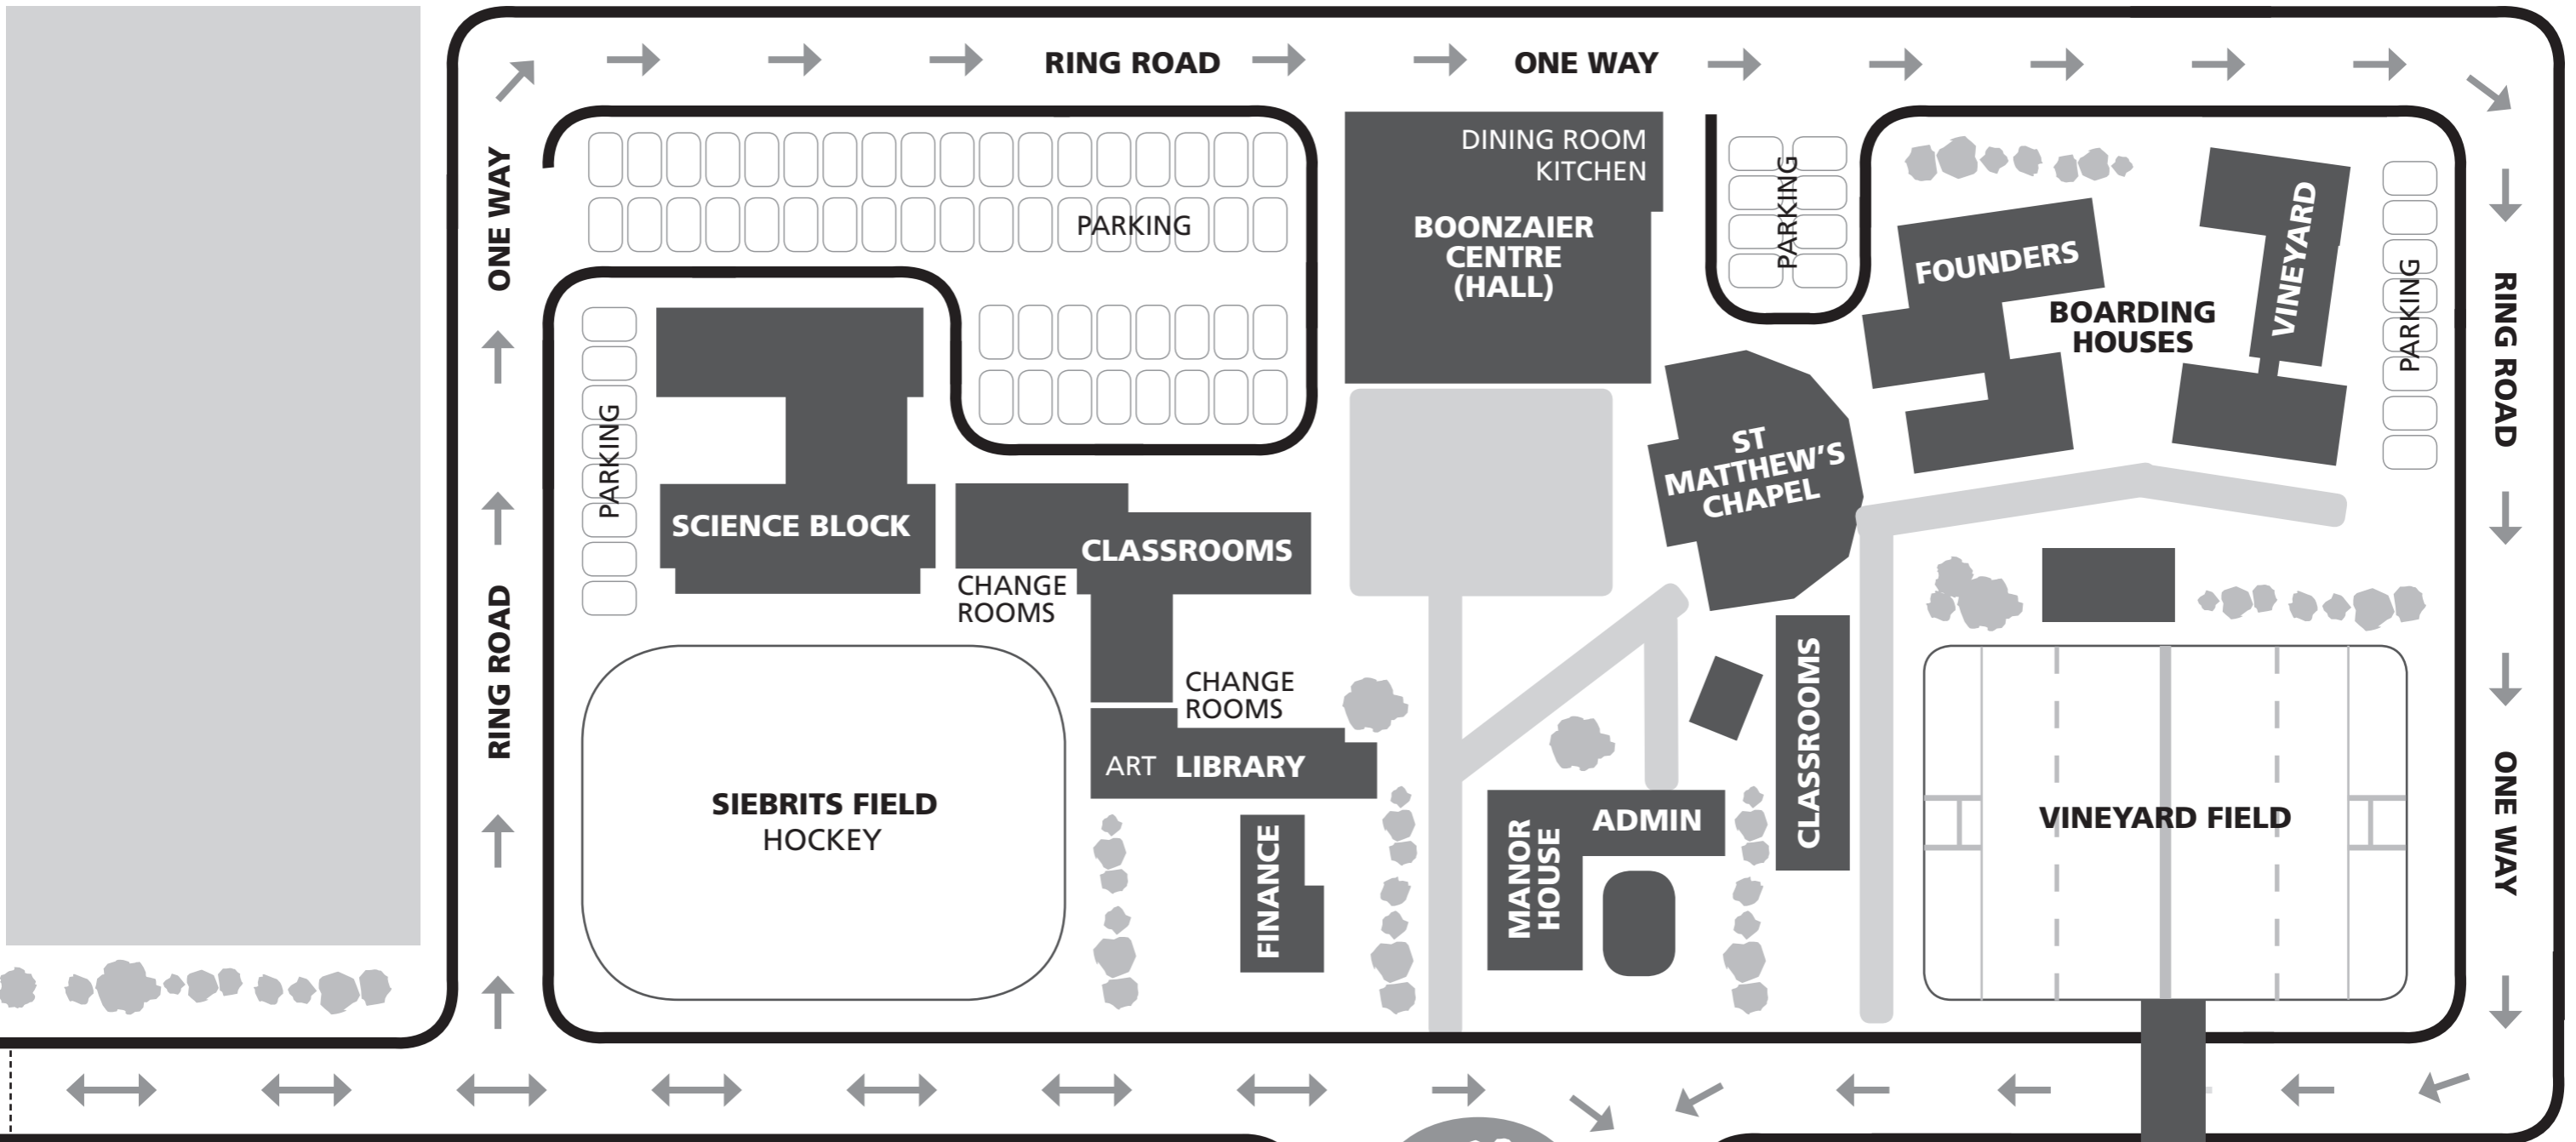 RING ROAD
ONE WAY
ONE WAY
RING ROAD
PARKING
PARKING
DINING ROOM
KITCHEN
BOONZAIER
CENTRE
(HALL)
PARKING
FOUNDERS
VINEYARD
BOARDING
HOUSES
PARKING
RING ROAD
ONE WAY
SCIENCE BLOCK
CLASSROOMS
CHANGE
ROOMS
ST
MATTHEW'S
CHAPEL
CHANGE
ROOMS
ART LIBRARY
SIEBRITS FIELD
HOCKEY
FINANCE
MANOR
HOUSE
ADMIN
CLASSROOMS
VINEYARD FIELD